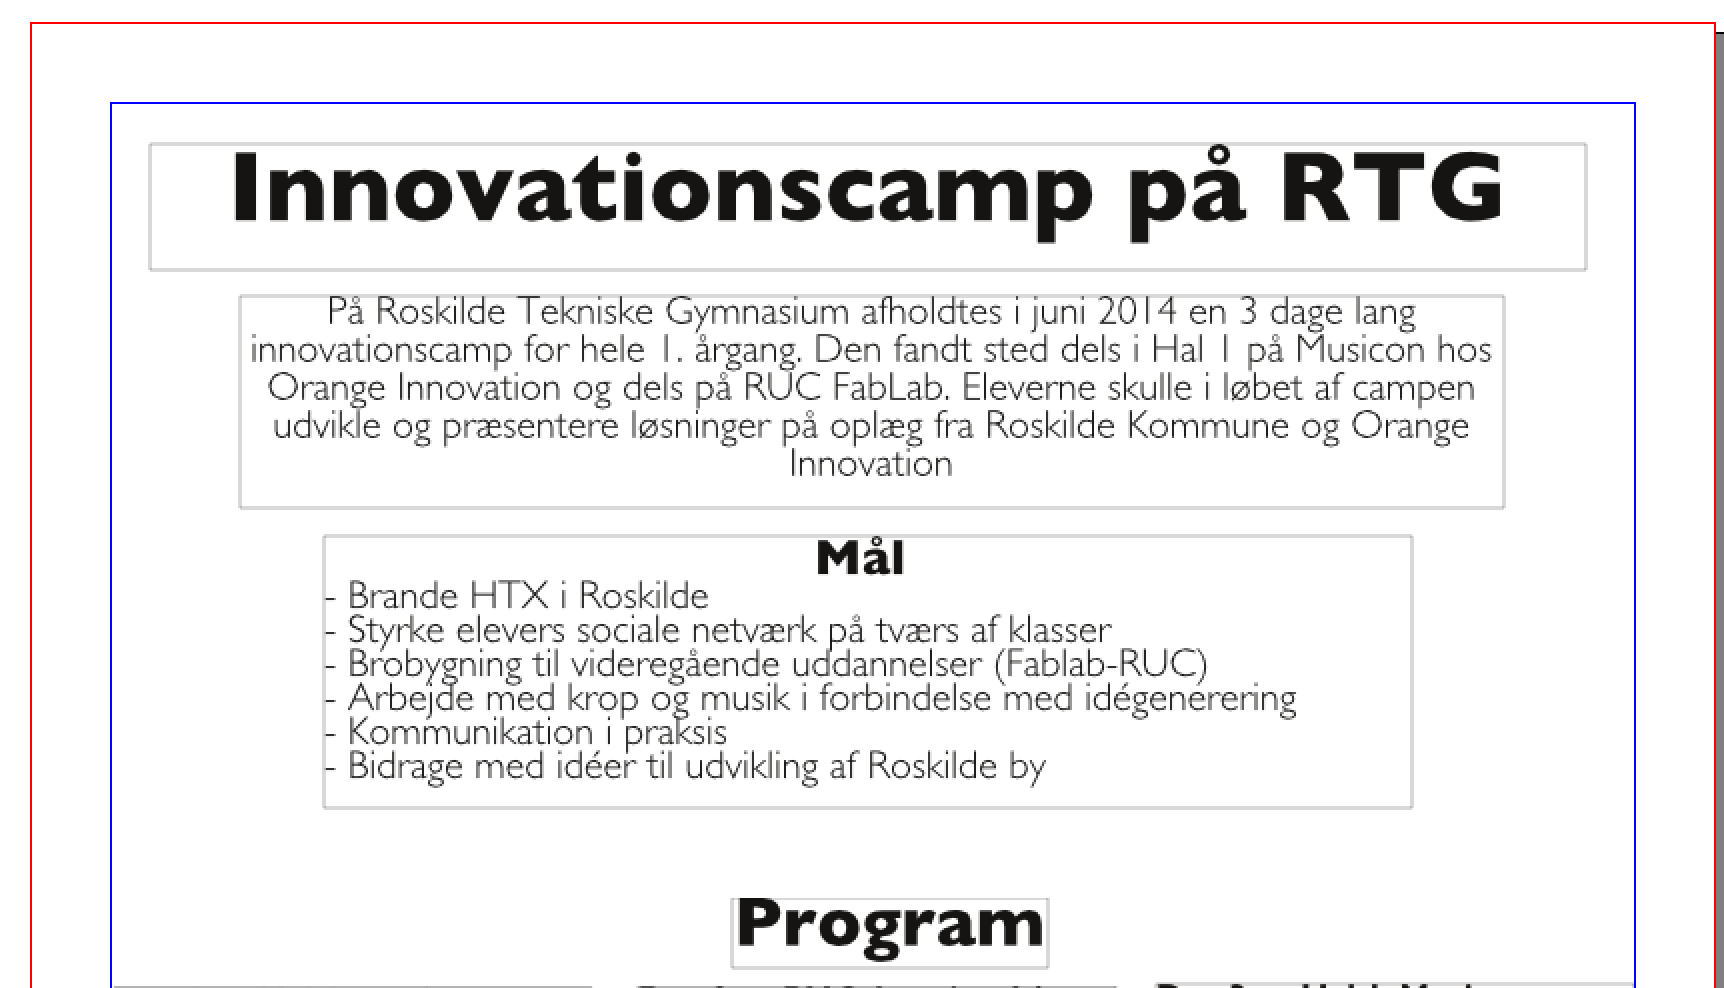 Innovationscamp på RTG
På Roskilde Tekniske Gymnasium afholdtes i juni 2014 en 3 dage lang
innovationscamp for hele 1. årgang. Den fandt sted dels i Hal 1 på Musicon hos
Orange Innovation og dels på RUC FabLab. Eleverne skulle i løbet af campen
udvikle og præsentere løsninger på oplæg fra Roskilde Kommune og Orange
Innovation
Mål
- Brande HTX i Roskilde
- Styrke elevers sociale netværk på tværs af klasser
- Brobygning til videregående uddannelser (Fablab-RUC)
- Arbejde med krop og musik i forbindelse med idégenerering
- Kommunikation i praksis
- Bidrage med idéer til udvikling af Roskilde by
Program